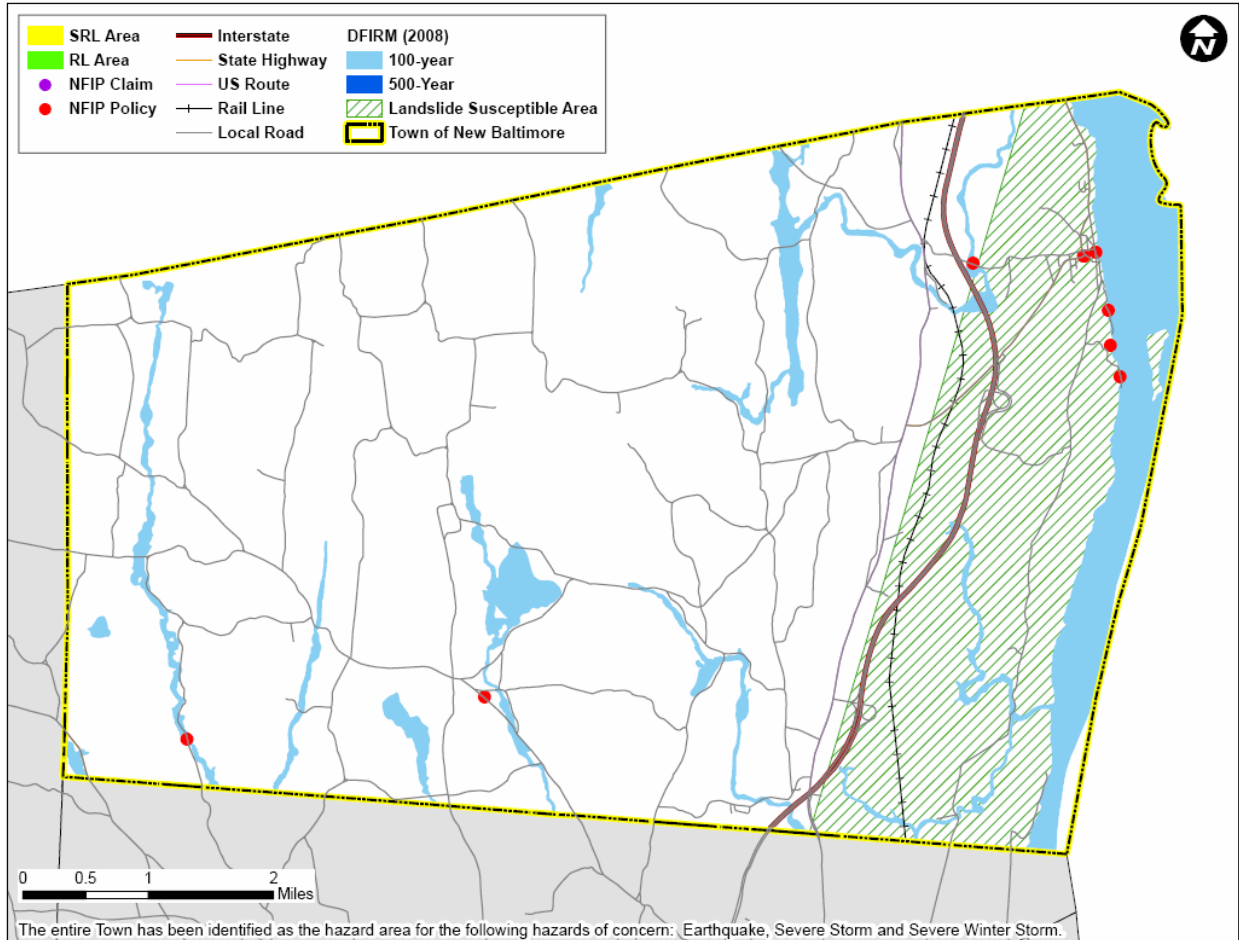 SRL Area
RL Area
NFIP Claim
NFIP Policy
Interstate
State Highway
US Route
Rail Line
Local Road
DFIRM (2008)
100-year
500-Year
Landslide Susceptible Area
Town of New Baltimore
N
0 0.5 1 2
Miles
The entire Town has been identified as the hazard area for the following hazards of concern: Earthquake, Severe Storm and Severe Winter Storm.